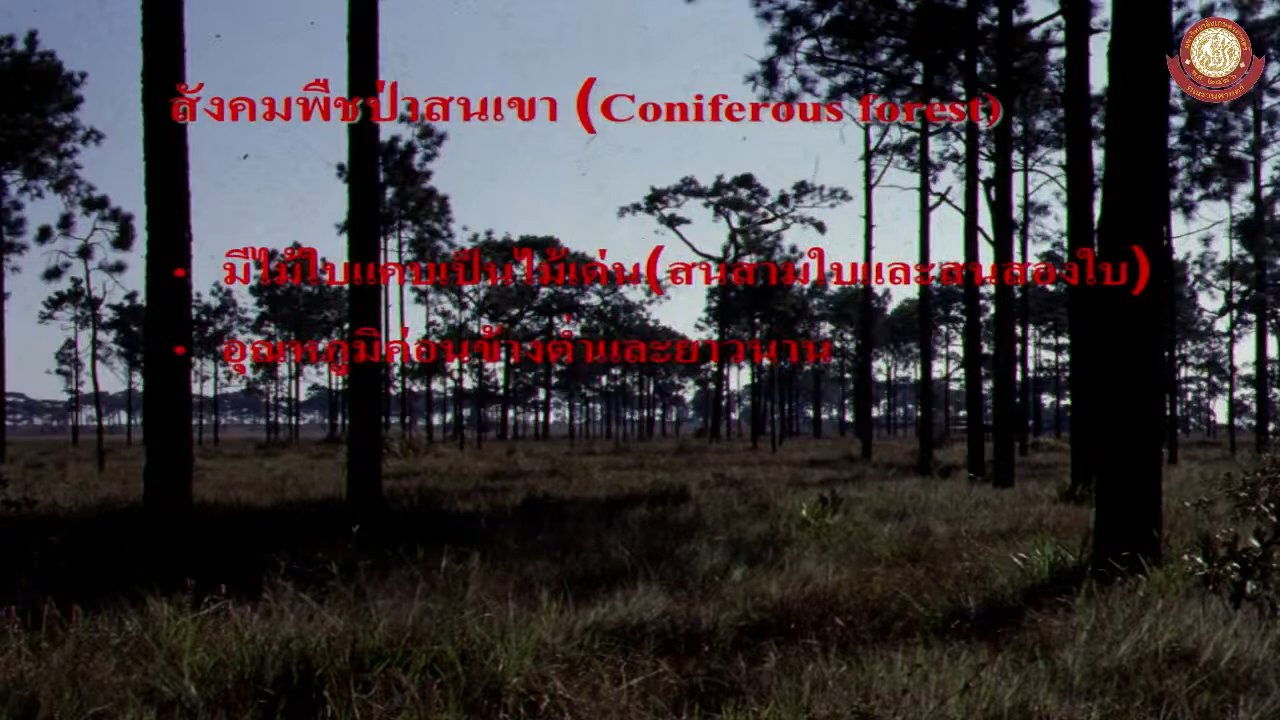 สังคมพืชป่าสนเขา (Coniferous forest)
• มีไม้ใบแคบเป็นไม้เด่น(สนสามใบและสนสองใบ)
• อุณหภูมิค่อนข้างต่ำและยาวนาน